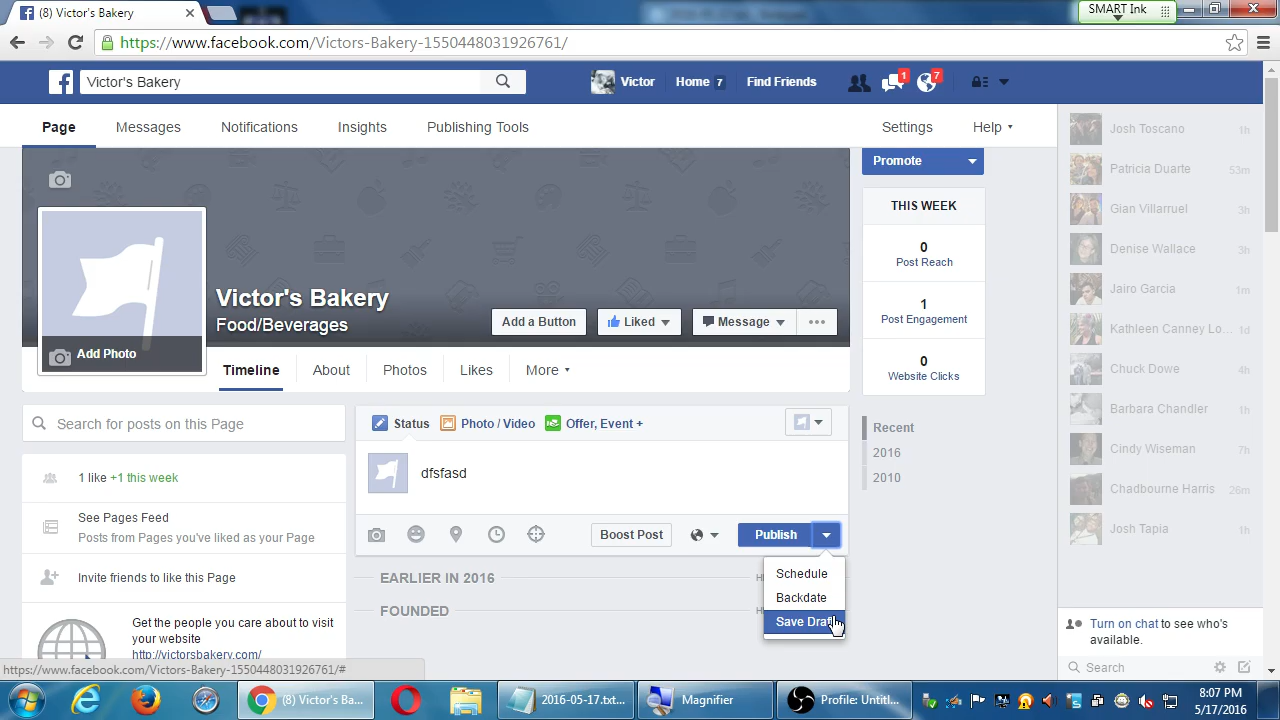 (8) Victor's Bakery
SMART Ink
https://www.facebook.com/Victors-Bakery-1550448031926761/
Victor's Bakery
Victor
Home 7
Find Friends
1
7
Page
Messages
Notifications
Insights
Publishing Tools
Settings
Help
Promote
THIS WEEK
0
Post Reach
1
Post Engagement
0
Website Clicks
Victor's Bakery
Food/Beverages
Add a Button
Liked
Message
Add Photo
Timeline
About
Photos
Likes
More
Search for posts on this Page
1 like +1 this week
See Pages Feed
Posts from Pages you've liked as your Page
Invite friends to like this Page
Get the people you care about to visit
your website
http://victorsbakery.com/
Status
Photo / Video
Offer, Event +
dfsfasd
Boost Post
Publish
Schedule
Backdate
Save Draft
EARLIER IN 2016
FOUNDED
Recent
2016
2010
Josh Toscano 1h
Patricia Duarte 53m
Gian Villarruel 3h
Denise Wallace 3h
Jairo Garcia 1m
Kathleen Canney Lo... 1d
Chuck Dowe 4h
Barbara Chandler 1h
Cindy Wiseman 7h
Chadbourne Harris 26m
Josh Tapia 1h
Turn on chat to see who's
available.
Search
https://www.facebook.com/Victors-Bakery-1550448031926761/#
(8) Victor's Ba...
2016-05-17.txt...
Magnifier
Profile: Untitl...
8:07 PM
5/17/2016